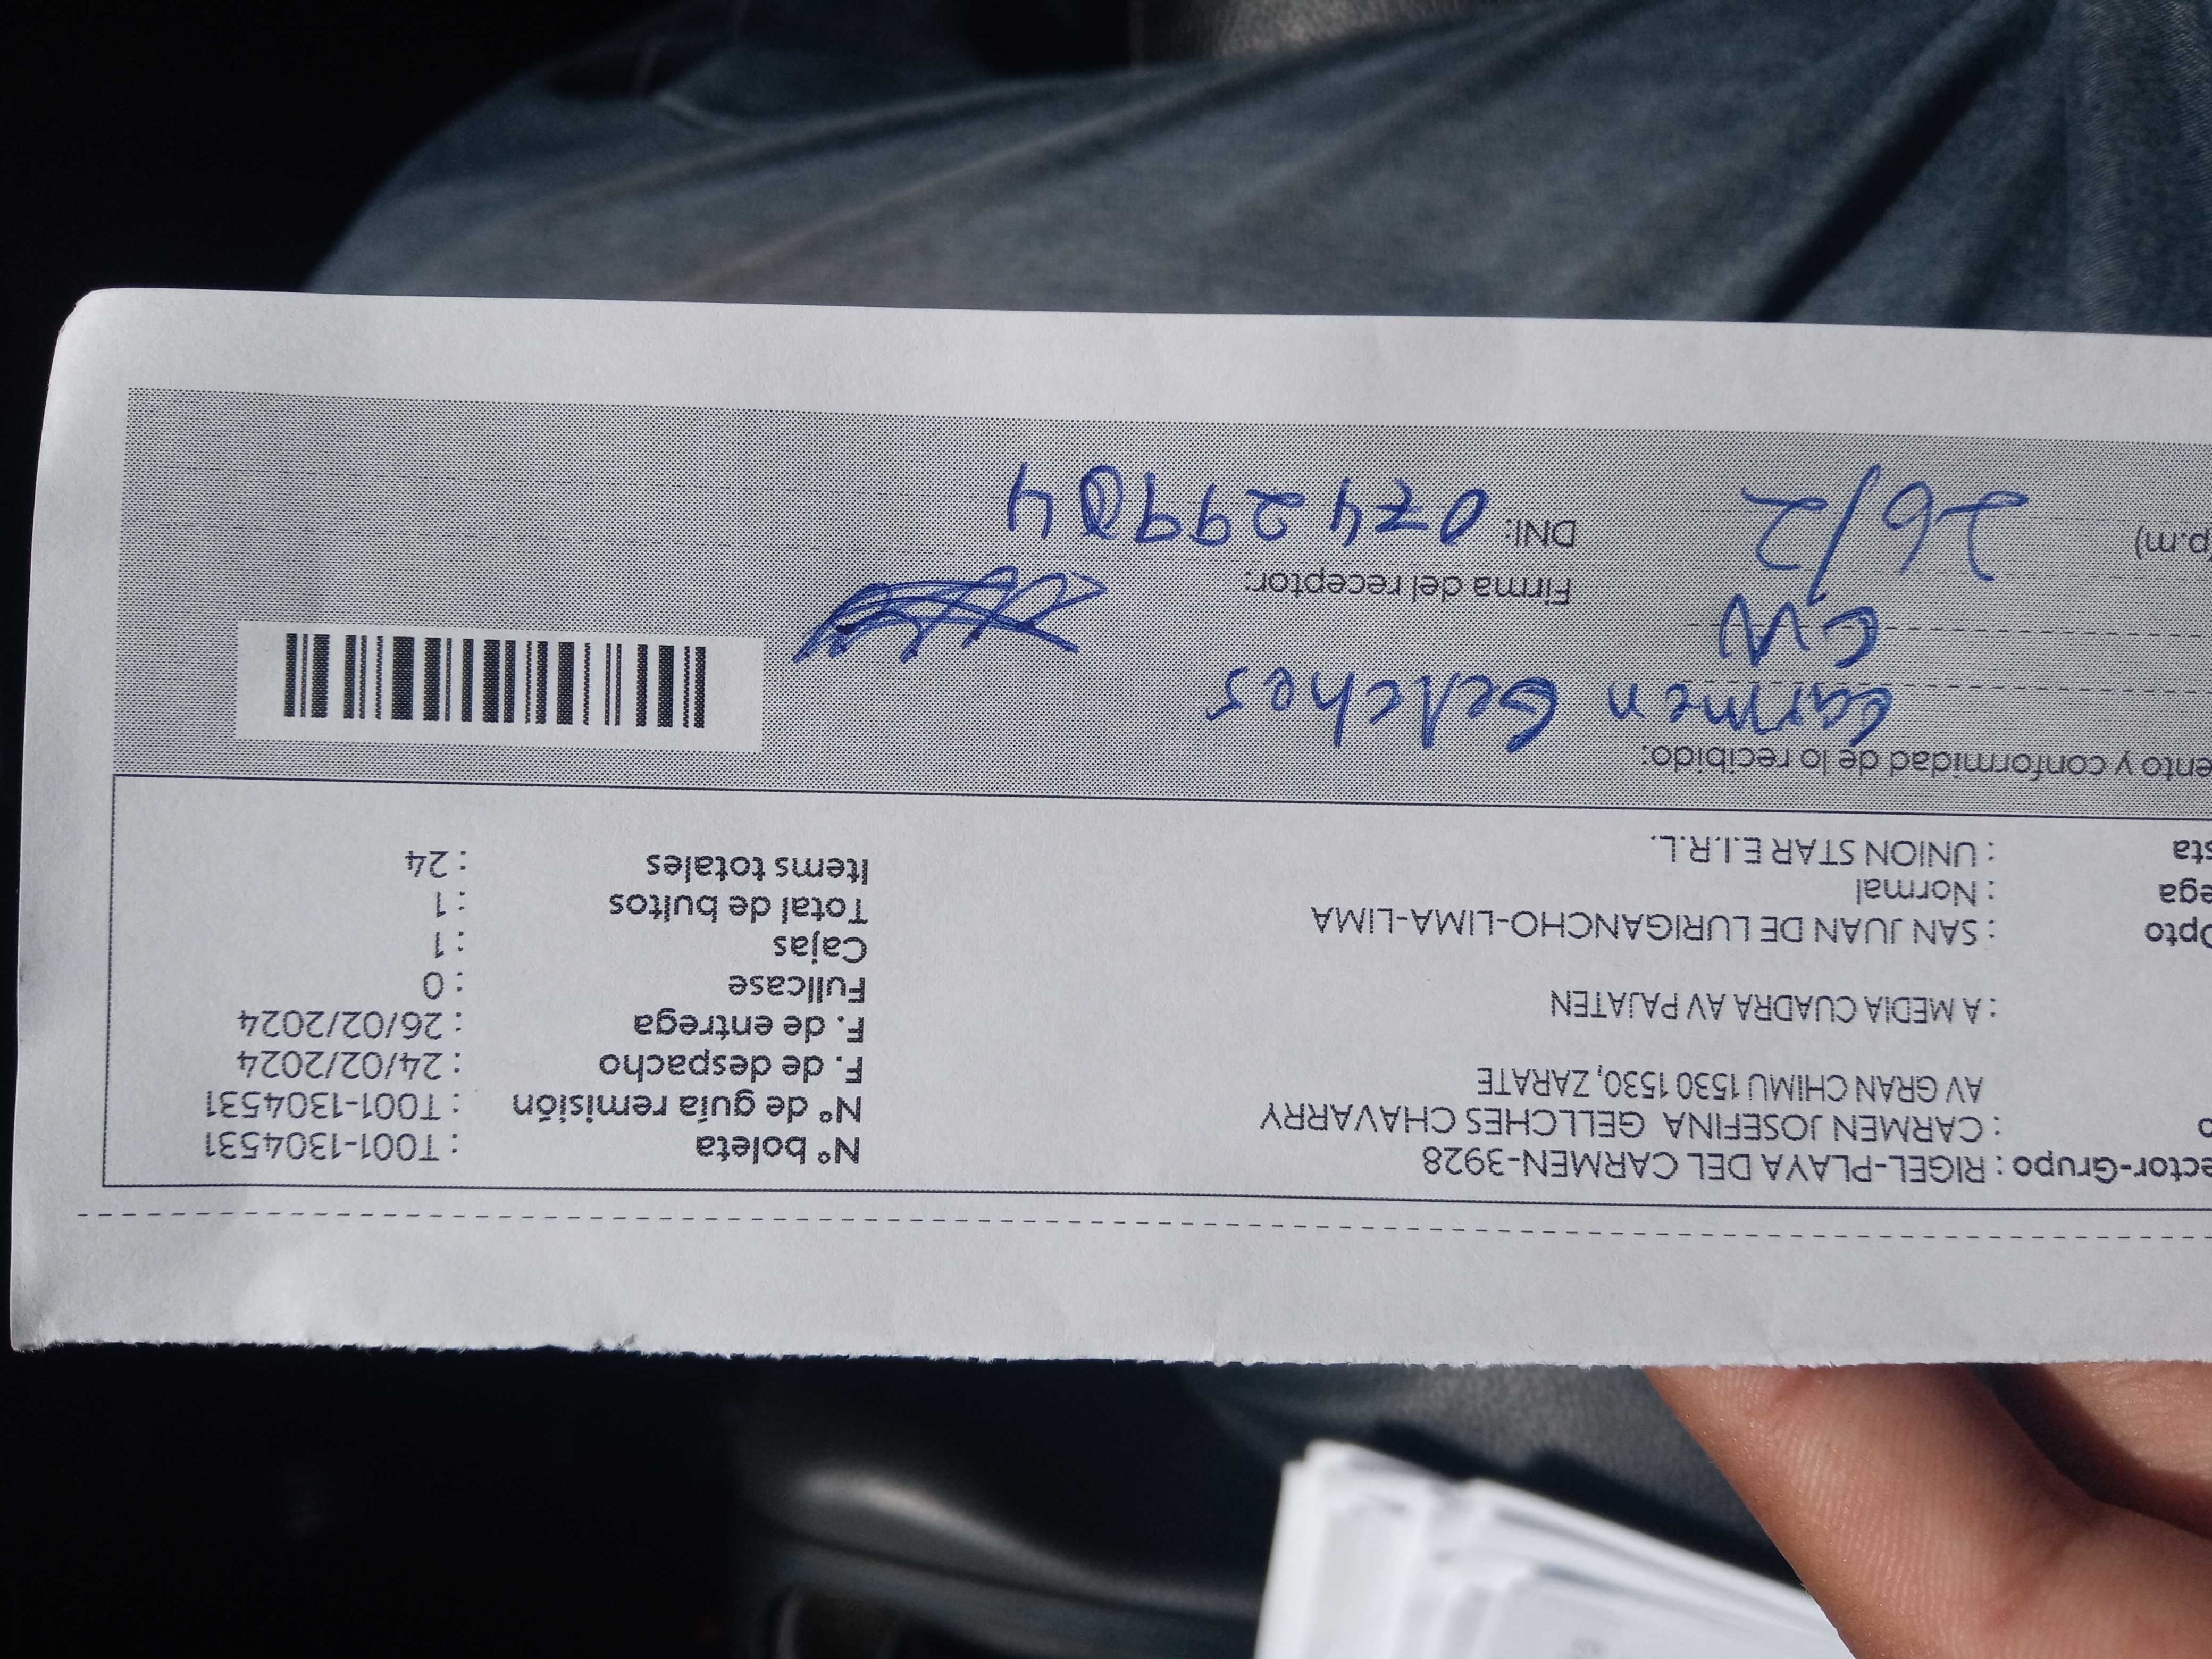 ector-Grupo : RIGEL-PLAYA DEL CARMEN-3928
o : CARMEN JOSEFINA GELLCHES CHAVARRY
AV GRAN CHIMU 1530 1530, ZARATE
: A MEDIA CUADRA AV PAJATEN
Dpto : SAN JUAN DE LURIGANCHO-LIMA-LIMA
ega : Normal
sta : UNION STAR E.I.R.L.
N° boleta : T001-1304531
N° de guía remisión : T001-1304531
F. de despacho : 24/02/2024
F. de entrega : 26/02/2024
Fullcase : 0
Cajas : 1
Total de bultos : 1
Items totales : 24
ento y conformidad de lo recibido:
Carmen Gelches
Firma del receptor:
p.m) 26/2
DNI: 07429904